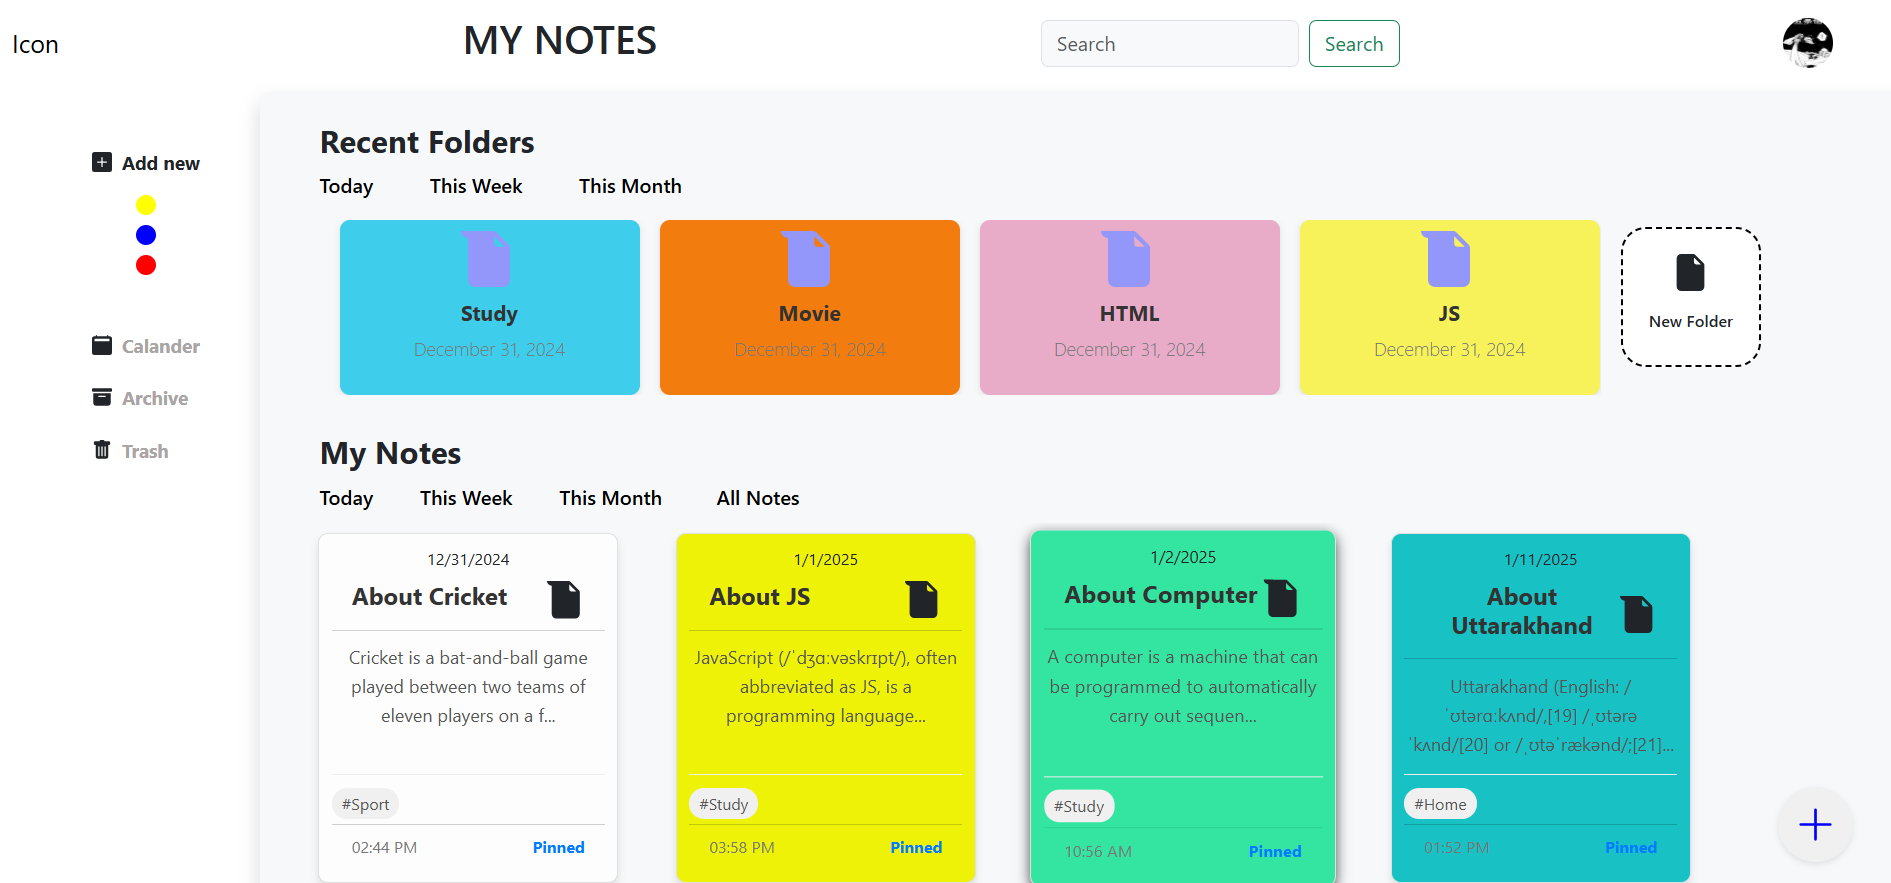 Icon
MY NOTES
Search
Search
Add new
Calander
Archive
Trash
Recent Folders
Today This Week This Month
Study
December 31, 2024
Movie
December 31, 2024
HTML
December 31, 2024
JS
December 31, 2024
New Folder
My Notes
Today This Week This Month All Notes
12/31/2024
About Cricket
Cricket is a bat-and-ball game
played between two teams of
eleven players on a f...
#Sport
02:44 PM Pinned
1/1/2025
About JS
JavaScript (/ˈdʒɑːvəskrɪpt/), often
abbreviated as JS, is a
programming language...
#Study
03:58 PM Pinned
1/2/2025
About Computer
A computer is a machine that can
be programmed to automatically
carry out sequen...
#Study
10:56 AM Pinned
1/11/2025
About
Uttarakhand
Uttarakhand (English: /
ˈʊtərɑːkʌnd/,[19] /ˌʊtərə
ˈkʌnd/[20] or /ˌʊtəˈrækənd/;[21]...
#Home
01:52 PM Pinned